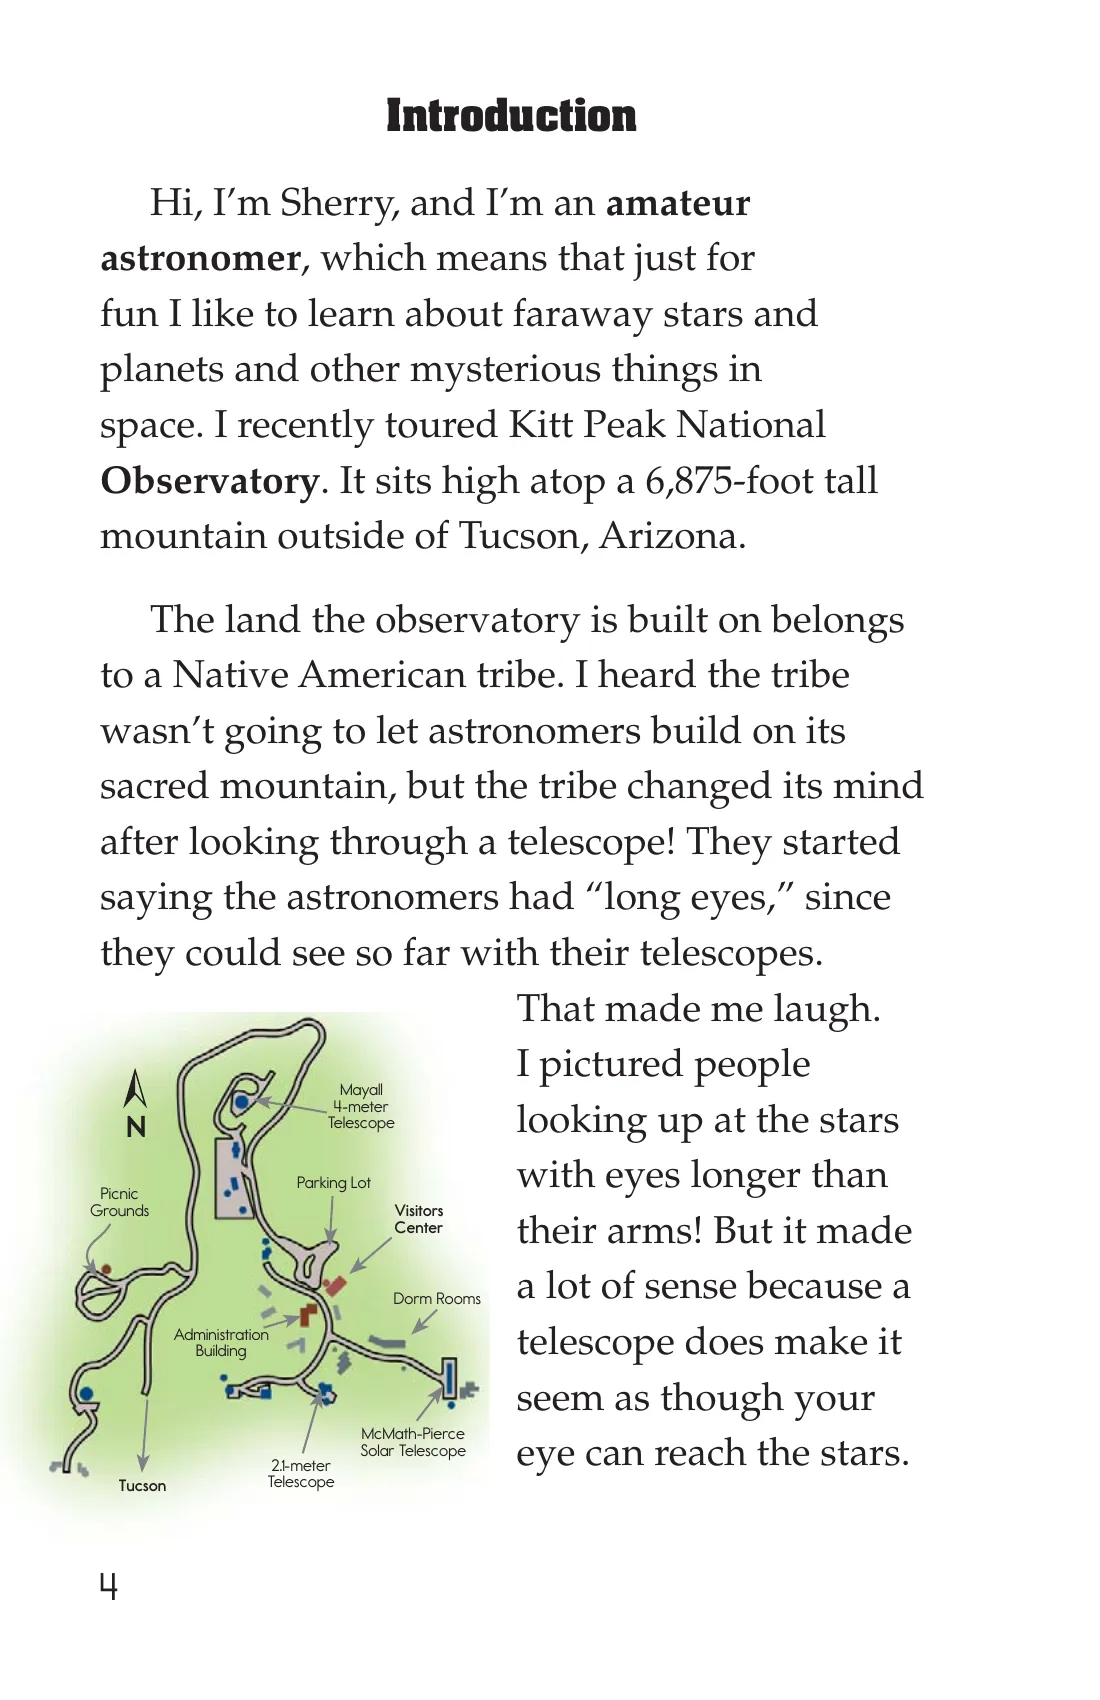 Introduction
Hi, I’m Sherry, and I’m an amateur
astronomer, which means that just for
fun I like to learn about faraway stars and
planets and other mysterious things in
space. I recently toured Kitt Peak National
Observatory. It sits high atop a 6,875-foot tall
mountain outside of Tucson, Arizona.
The land the observatory is built on belongs
to a Native American tribe. I heard the tribe
wasn’t going to let astronomers build on its
sacred mountain, but the tribe changed its mind
after looking through a telescope! They started
saying the astronomers had “long eyes,” since
they could see so far with their telescopes.
That made me laugh.
I pictured people
looking up at the stars
with eyes longer than
their arms! But it made
a lot of sense because a
telescope does make it
seem as though your
eye can reach the stars.
N
Mayall
4-meter
Telescope
Parking Lot
Picnic
Grounds
Visitors
Center
Dorm Rooms
Administration
Building
McMath-Pierce
Solar Telescope
2.1-meter
Telescope
Tucson
4